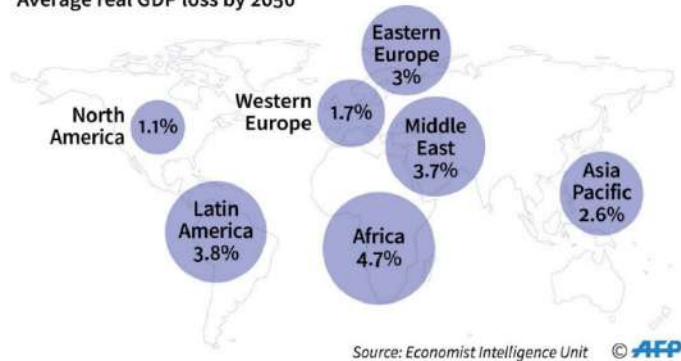 Average real GDP loss by 2050
Eastern
Europe
3%
North
America
1.1%
Western
Europe
1.7%
Middle
East
3.7%
Asia
Pacific
2.6%
Latin
America
3.8%
Africa
4.7%
Source: Economist Intelligence Unit © AFP